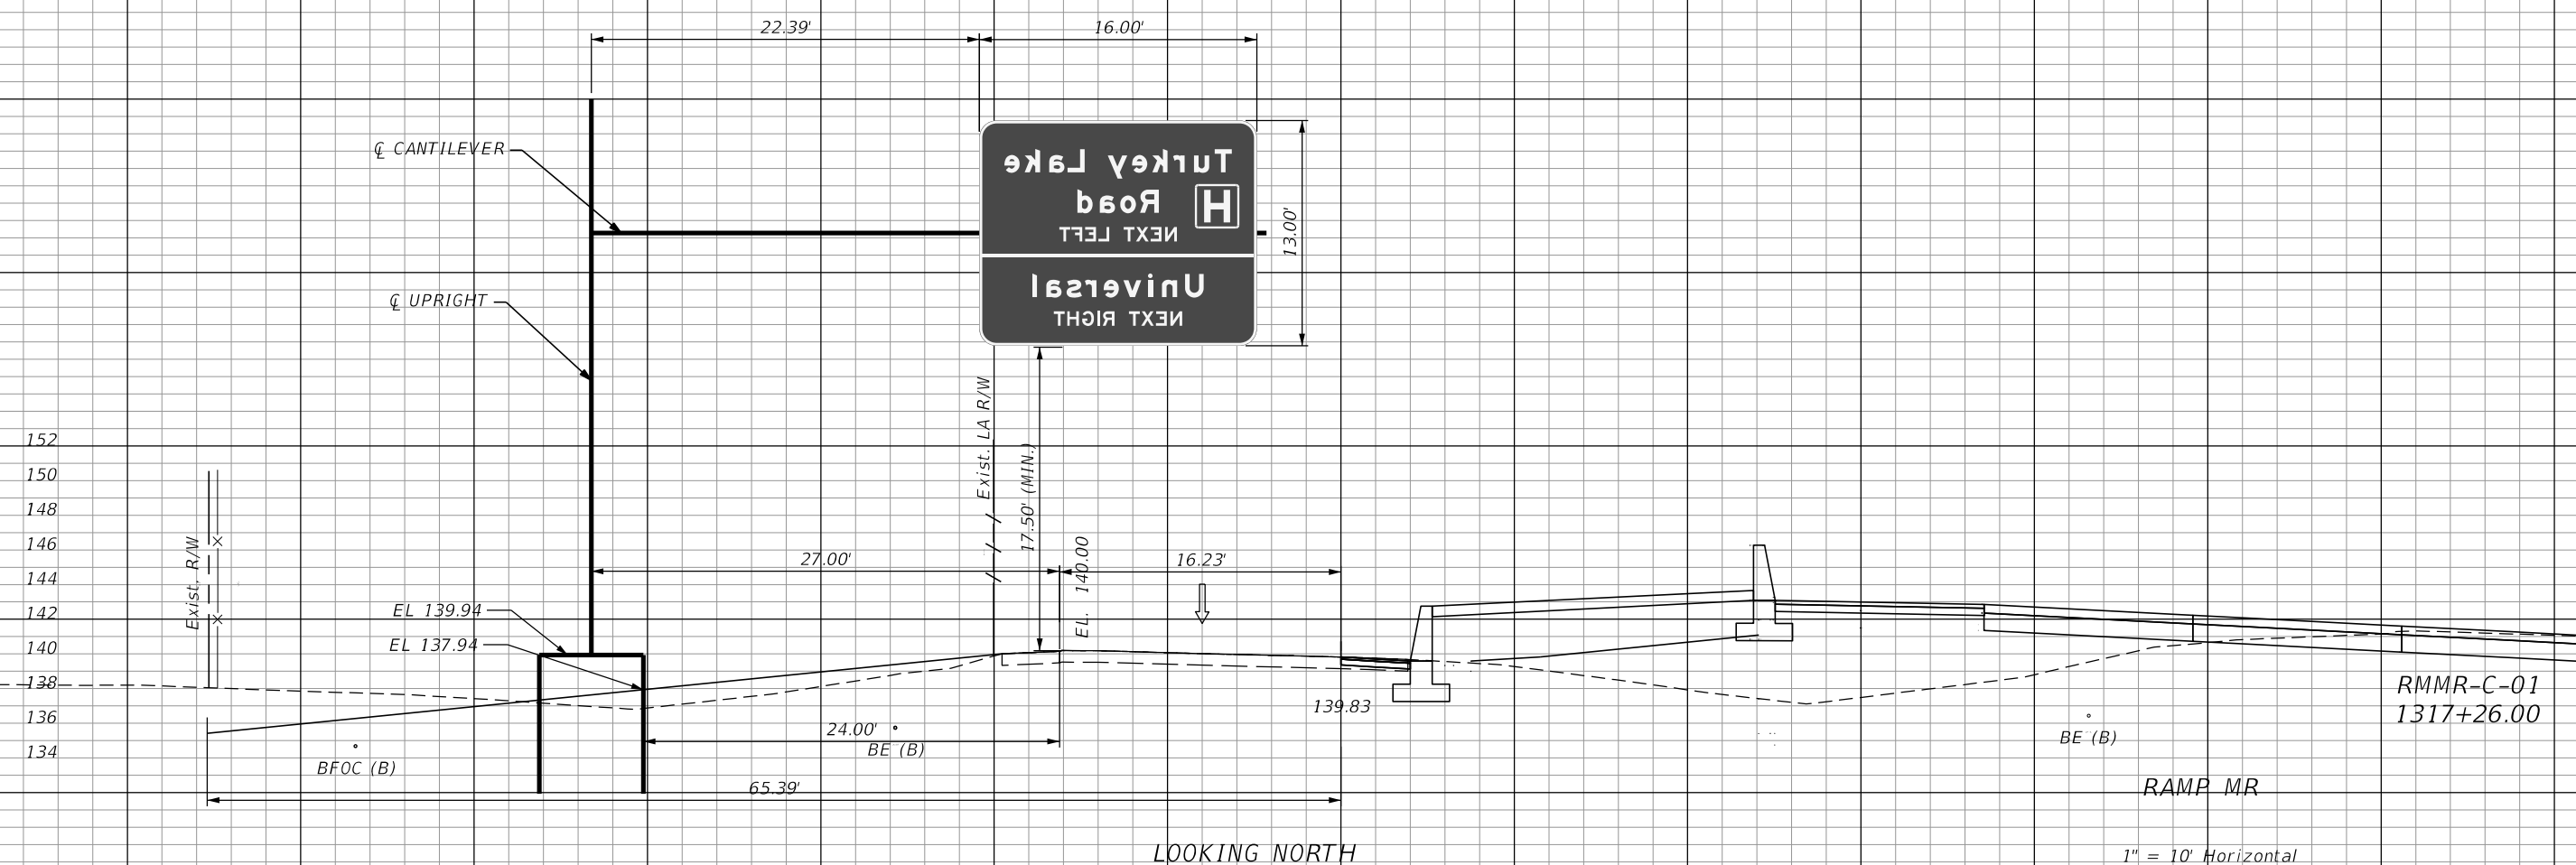 22.39'
16.00'
℄ CANTILEVER
Turkey Lake
Road
H
NEXT LEFT
Universal
NEXT RIGHT
13.00'
℄ UPRIGHT
Exist. LA R/W
17.50' (MIN.)
152
150
148
146
144
142
140
138
136
134
Exist. R/W
27.00'
EL. 140.00
16.23'
EL 139.94
EL 137.94
139.83
24.00'
BE (B)
BFOC (B)
65.39'
RMMR-C-01
1317+26.00
BE (B)
RAMP MR
LOOKING NORTH
1" = 10' Horizontal